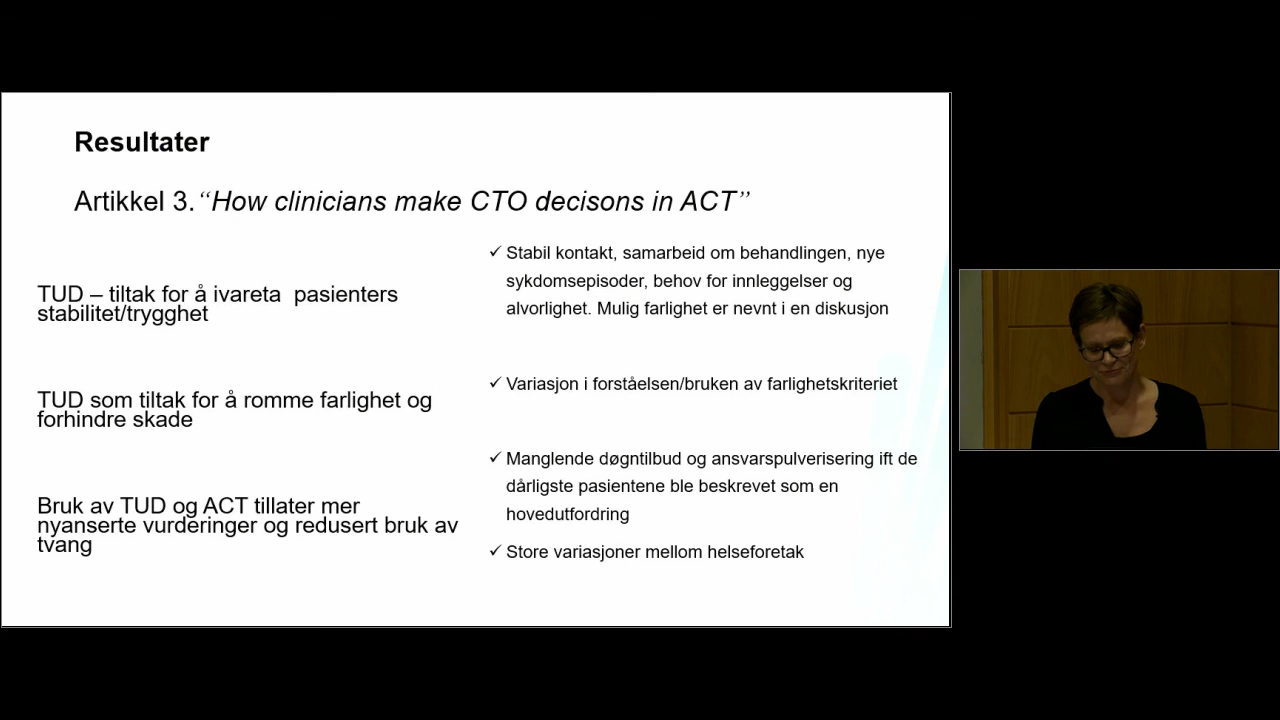 Resultater
Artikkel 3. “How clinicians make CTO decisons in ACT”
TUD – tiltak for å ivareta pasienters
stabilitet/trygghet
TUD som tiltak for å romme farlighet og
forhindre skade
Bruk av TUD og ACT tillater mer
nyanserte vurderinger og redusert bruk av
tvang
✓ Stabil kontakt, samarbeid om behandlingen, nye
sykdomsepisoder, behov for innleggelser og
alvorlighet. Mulig farlighet er nevnt i en diskusjon
✓ Variasjon i forståelsen/bruken av farlighetskriteriet
✓ Manglende døgntilbud og ansvarspulverisering ift de
dårligste pasientene ble beskrevet som en
hovedutfordring
✓ Store variasjoner mellom helseforetak